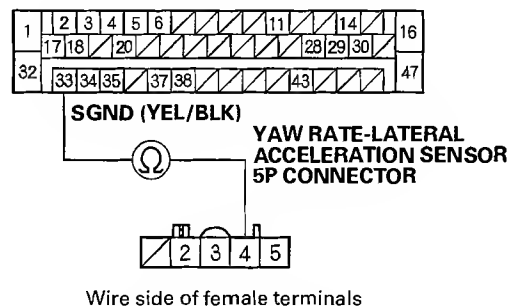 1 2 3 4 5 6 11 14 16
17 18 20 28 29 30
32 33 34 35 37 38 43 47
SGND (YEL/BLK)
YAW RATE-LATERAL
ACCELERATION SENSOR
5P CONNECTOR
Ω
2 3 4 5
Wire side of female terminals